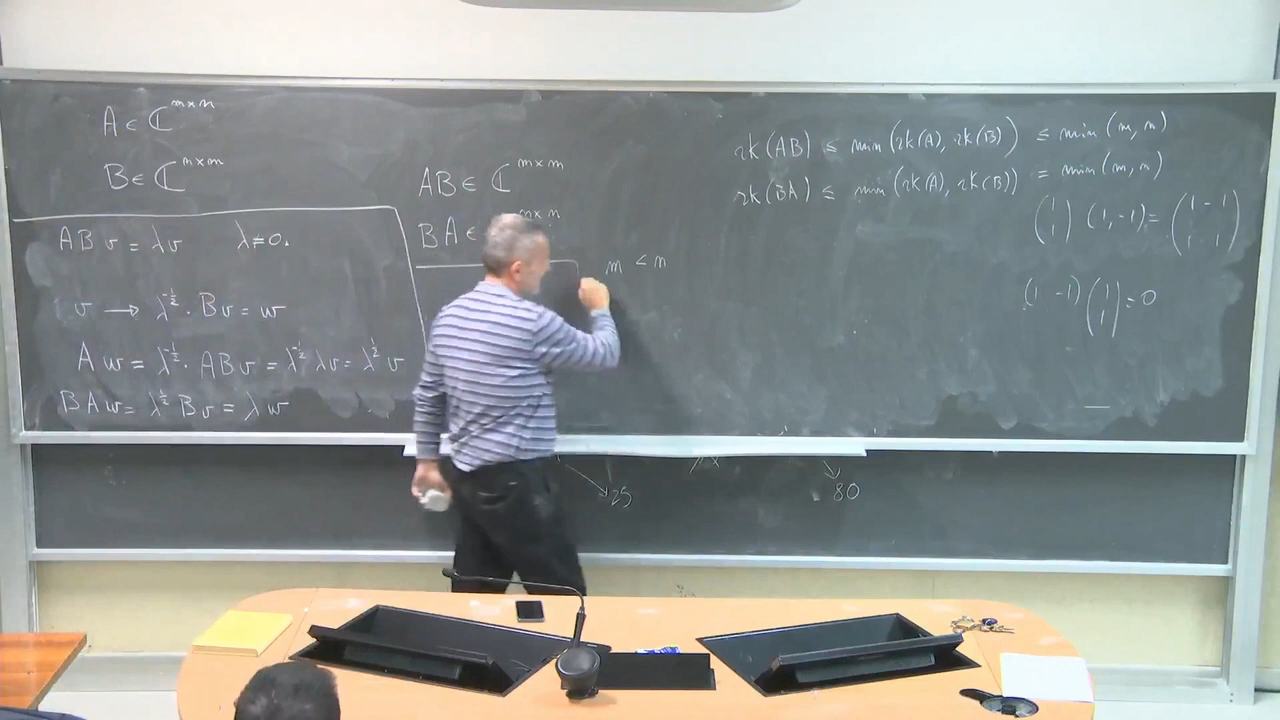 A ∈ ℂ^{m×n}
B ∈ ℂ^{n×m}
ABv = λv λ≠0.
v → λ^{-1/2} · Bv = w
Aw = λ^{-1/2} · ABv = λ^{-1/2} λv = λ^{1/2} v
BAw = λ^{1/2} Bv = λw
AB ∈ ℂ^{m×m}
BA ∈ ^{n×n}
m < n
rk(AB) ≤ min(rk(A), rk(B)) ≤ min(m, n)
rk(BA) ≤ min(rk(A), rk(B)) = min(m, n)
(1 1) (1, -1) = (1 -1 1 -1)
(1 -1) (1 1) = 0
25
80